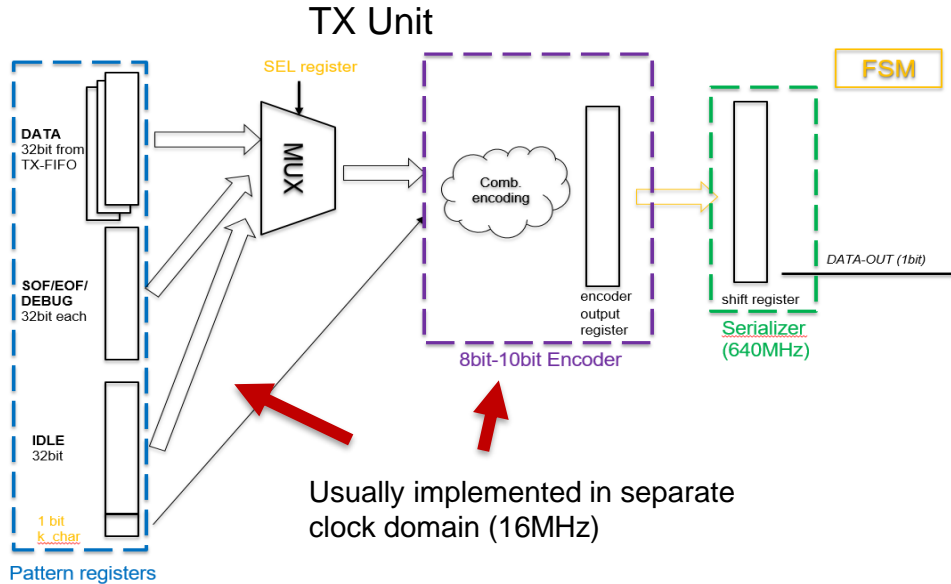 TX Unit
SEL register
FSM
DATA
32bit from
TX-FIFO
MUX
Comb.
encoding
SOF/EOF/
DEBUG
32bit each
encoder
output
register
shift register
DATA-OUT (1bit)
Serializer
(640MHz)
8bit-10bit Encoder
IDLE
32bit
1 bit
k_char
Usually implemented in separate
clock domain (16MHz)
Pattern registers